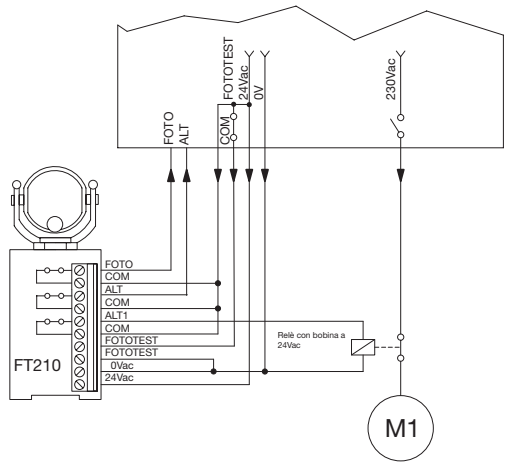 FOTOTEST
24Vac
0V
230Vac
FOTO
ALT
COM
FOTO
COM
ALT
COM
ALT1
COM
FOTOTEST
FOTOTEST
0Vac
24Vac
FT210
Relè con bobina a
24Vac
M1